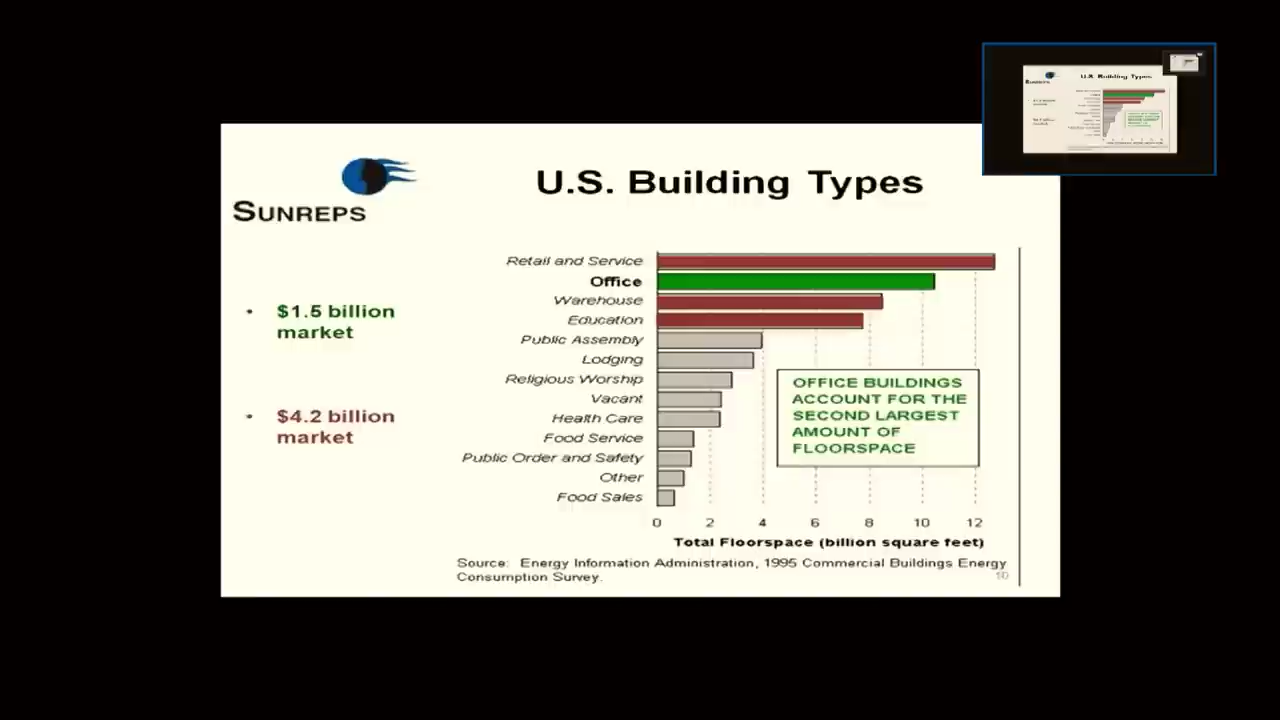 U.S. Building Types
SUNREPS
• $1.5 billion
market
• $4.2 billion
market
Retail and Service
Office
Warehouse
Education
Public Assembly
Lodging
Religious Worship
Vacant
Health Care
Food Service
Public Order and Safety
Other
Food Sales
OFFICE BUILDINGS
ACCOUNT FOR THE
SECOND LARGEST
AMOUNT OF
FLOORSPACE
0 2 4 6 8 10 12
Total Floorspace (billion square feet)
Source: Energy Information Administration, 1995 Commercial Buildings Energy
Consumption Survey.
10
U.S. Building Types